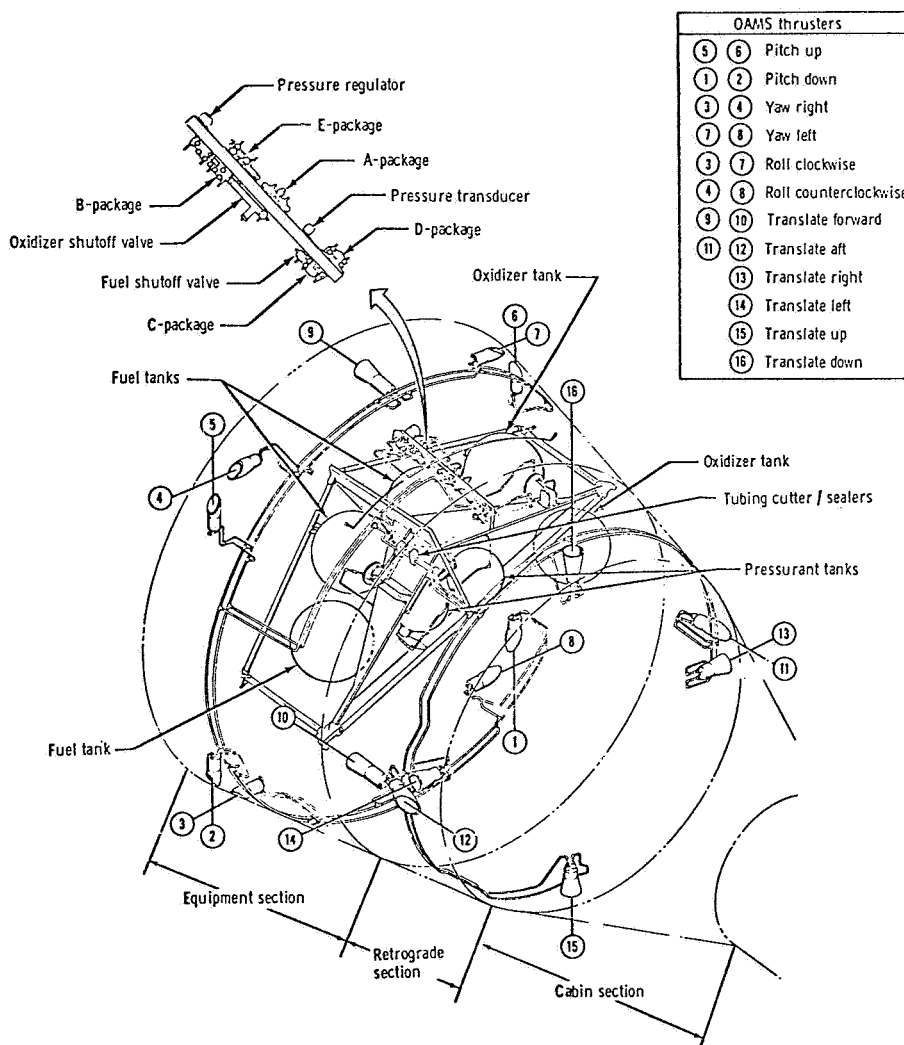 OAMS thrusters
5 6 Pitch up
1 2 Pitch down
3 4 Yaw right
7 8 Yaw left
3 7 Roll clockwise
4 8 Roll counterclockwise
9 10 Translate forward
11 12 Translate aft
13 Translate right
14 Translate left
15 Translate up
16 Translate down
Pressure regulator
E-package
A-package
B-package
Pressure transducer
Oxidizer shutoff valve
D-package
Fuel shutoff valve
Oxidizer tank
C-package
6
7
9
Fuel tanks
16
5
4
Oxidizer tank
Tubing cutter / sealers
Pressurant tanks
13
8
11
10
1
Fuel tank
3
2
14
12
Equipment section
15
Retrograde
section
Cabin section